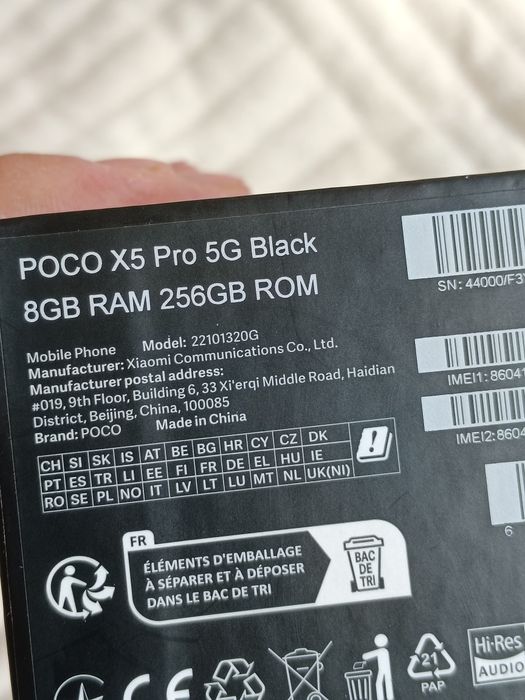 POCO X5 Pro 5G Black
8GB RAM 256GB ROM
SN: 44000/F3
Mobile Phone Model: 22101320G
Manufacturer: Xiaomi Communications Co., Ltd.
Manufacturer postal address:
#019, 9th Floor, Building 6, 33 Xi'erqi Middle Road, Haidian
District, Beijing, China, 100085
Brand: POCO Made in China
IMEI1: 8604
IMEI2: 8604
CH SI SK IS AT BE BG HR CY CZ DK
PT ES TR LI EE FI FR DE EL HU IE
RO SE PL NO IT LV LT LU MT NL UK(NI)
6
FR
ÉLÉMENTS D'EMBALLAGE
À SÉPARER ET À DÉPOSER
DANS LE BAC DE TRI
BAC
DE
TRI
CE
21
PAP
Hi-Res
AUDIO